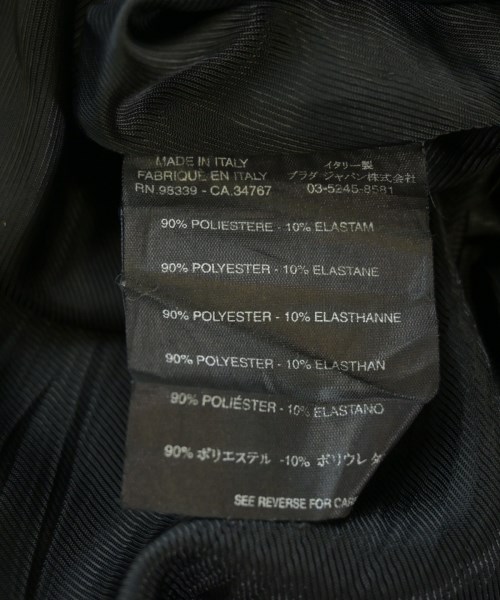 MADE IN ITALY
FABRIQUE EN ITALY
RN.98339 - CA.34767
イタリー製
プラダ ジャパン株式会社
03-5245-8581
90% POLIESTERE - 10% ELASTAM
90% POLYESTER - 10% ELASTANE
90% POLYESTER - 10% ELASTHANNE
90% POLYESTER - 10% ELASTHAN
90% POLIÉSTER - 10% ELASTANO
90% ポリエステル -10% ポリウレタ
SEE REVERSE FOR CAR